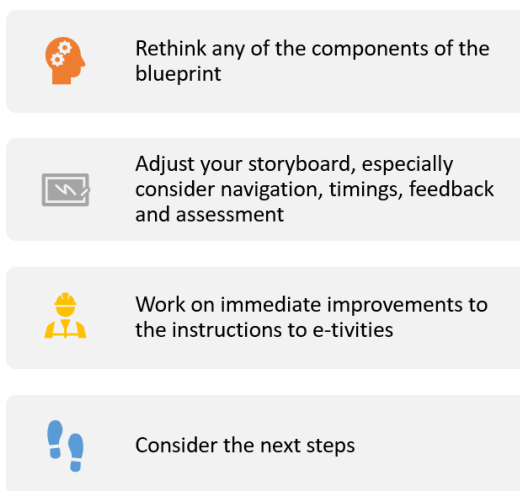 Rethink any of the components of the
blueprint
Adjust your storyboard, especially
consider navigation, timings, feedback
and assessment
Work on immediate improvements to
the instructions to e-tivities
Consider the next steps